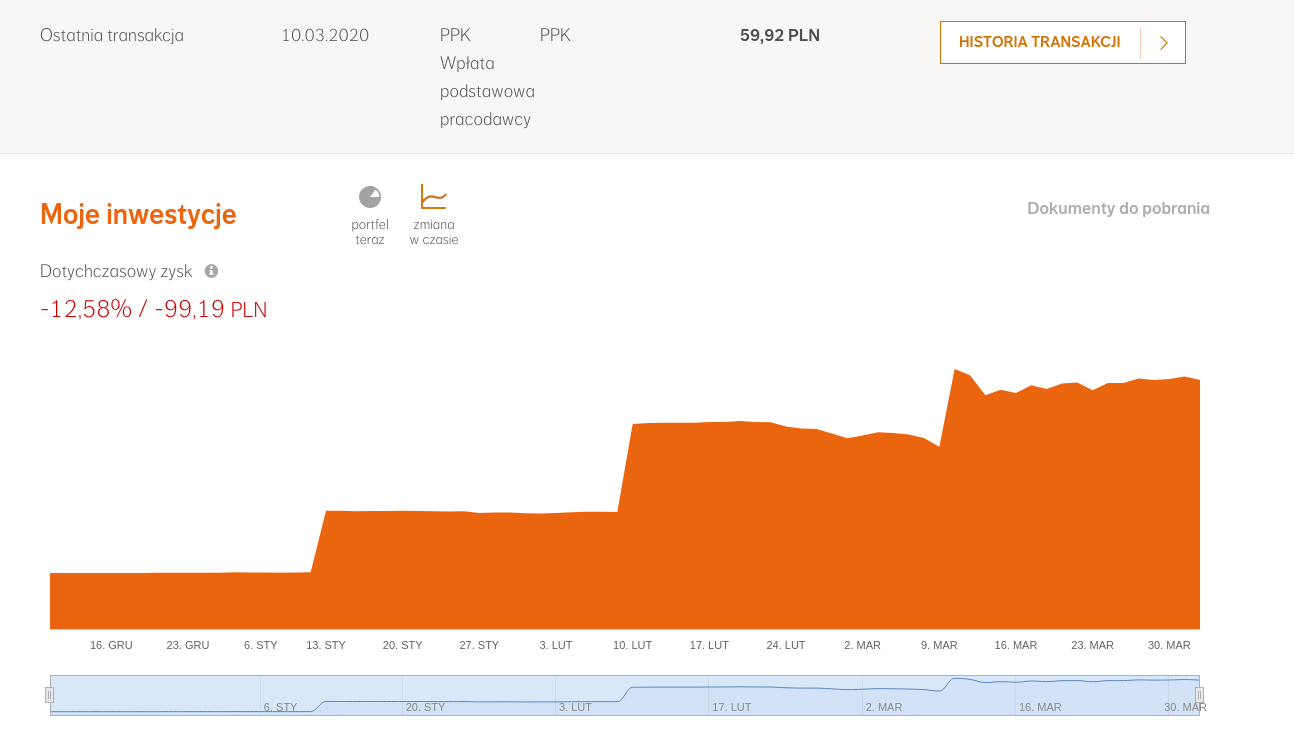 Ostatnia transakcja 10.03.2020 PPK PPK 59,92 PLN HISTORIA TRANSAKCJI
Wpłata
podstawowa
pracodawcy
Moje inwestycje
portfel
teraz
zmiana
w czasie
Dokumenty do pobrania
Dotychczasowy zysk
-12,58% / -99,19 PLN
16. GRU 23. GRU 6. STY 13. STY 20. STY 27. STY 3. LUT 10. LUT 17. LUT 24. LUT 2. MAR 9. MAR 16. MAR 23. MAR 30. MAR
6. STY 20. STY 3. LUT 17. LUT 2. MAR 16. MAR 30. MAR